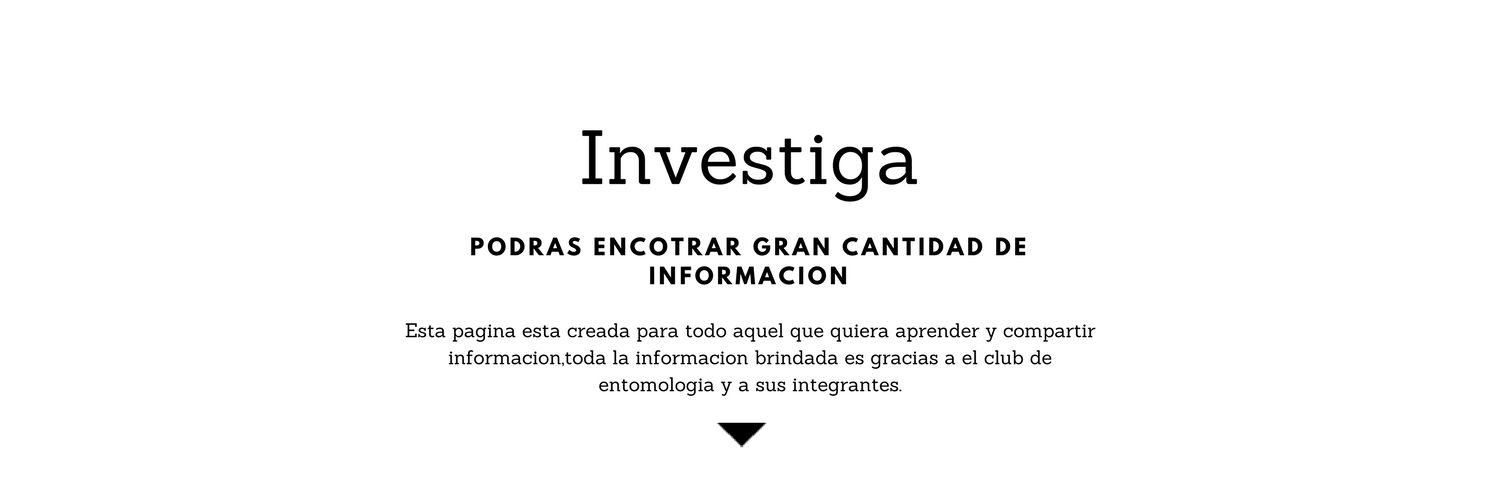 Investiga
PODRAS ENCOTRAR GRAN CANTIDAD DE
INFORMACION
Esta pagina esta creada para todo aquel que quiera aprender y compartir
informacion,toda la informacion brindada es gracias a el club de
entomologia y a sus integrantes.